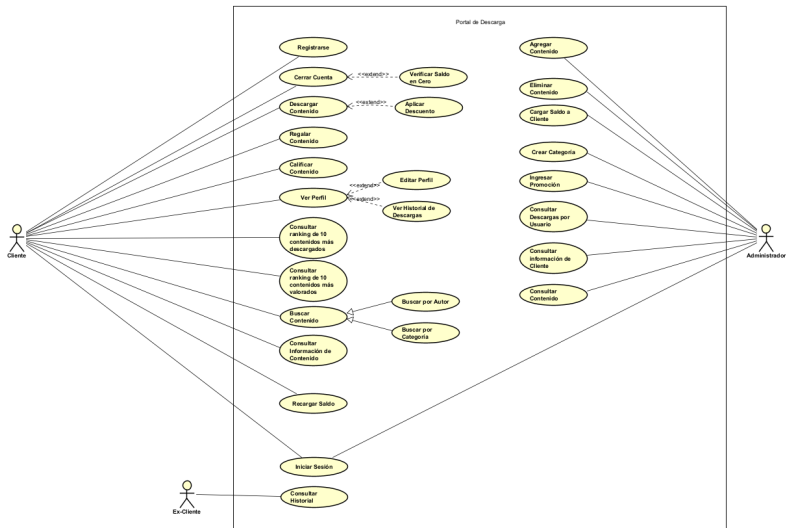 Portal de Descarga
Registrarse
Cerrar Cuenta
<<extend>>
Verificar Saldo
en Cero
Descargar
Contenido
<<extend>>
Aplicar
Descuento
Regalar
Contenido
Calificar
Contenido
Ver Perfil
<<extend>>
Editar Perfil
<<extend>>
Ver Historial de
Descargas
Consultar
ranking de 10
contenidos más
descargados
Consultar
ranking de 10
contenidos más
valorados
Buscar
Contenido
Buscar por Autor
Buscar por
Categoría
Consultar
Información de
Contenido
Recargar Saldo
Iniciar Sesión
Consultar
Historial
Agregar
Contenido
Eliminar
Contenido
Cargar Saldo a
Cliente
Crear Categoría
Ingresar
Promoción
Consultar
Descargas por
Usuario
Consultar
información de
Cliente
Consultar
Contenido
Cliente
Administrador
Ex-Cliente